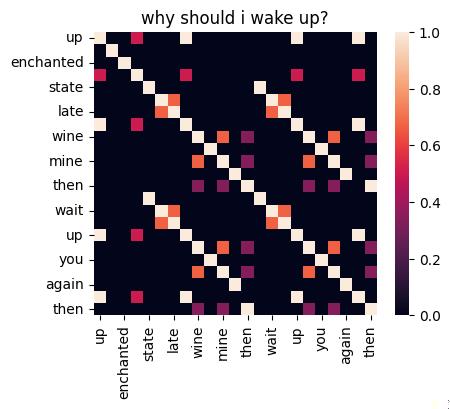 why should i wake up?
up
enchanted
state
late
wine
mine
then
wait
up
you
again
then
1.0
0.8
0.6
0.4
0.2
0.0
up
enchanted
state
late
wine
mine
then
wait
up
you
again
then